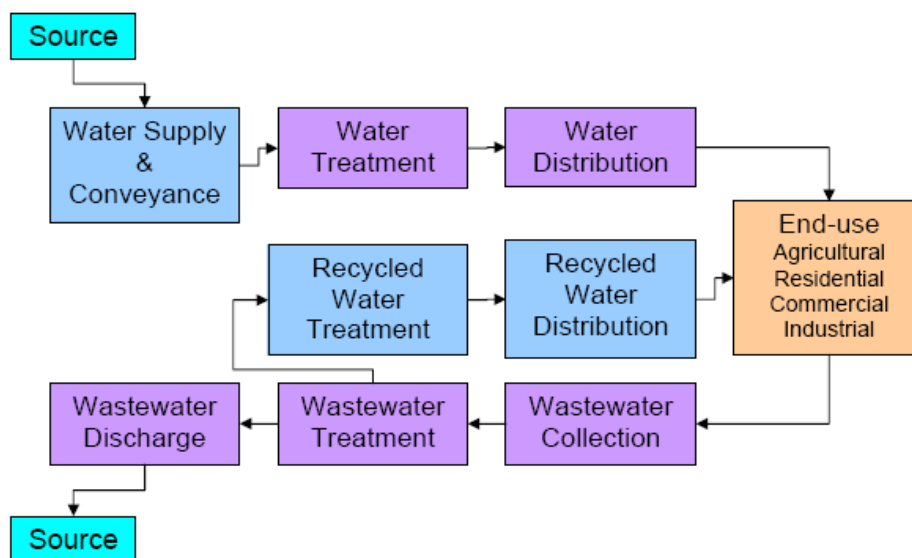 Source
Water Supply
&
Conveyance
Water
Treatment
Water
Distribution
End-use
Agricultural
Residential
Commercial
Industrial
Recycled
Water
Treatment
Recycled
Water
Distribution
Wastewater
Discharge
Wastewater
Treatment
Wastewater
Collection
Source